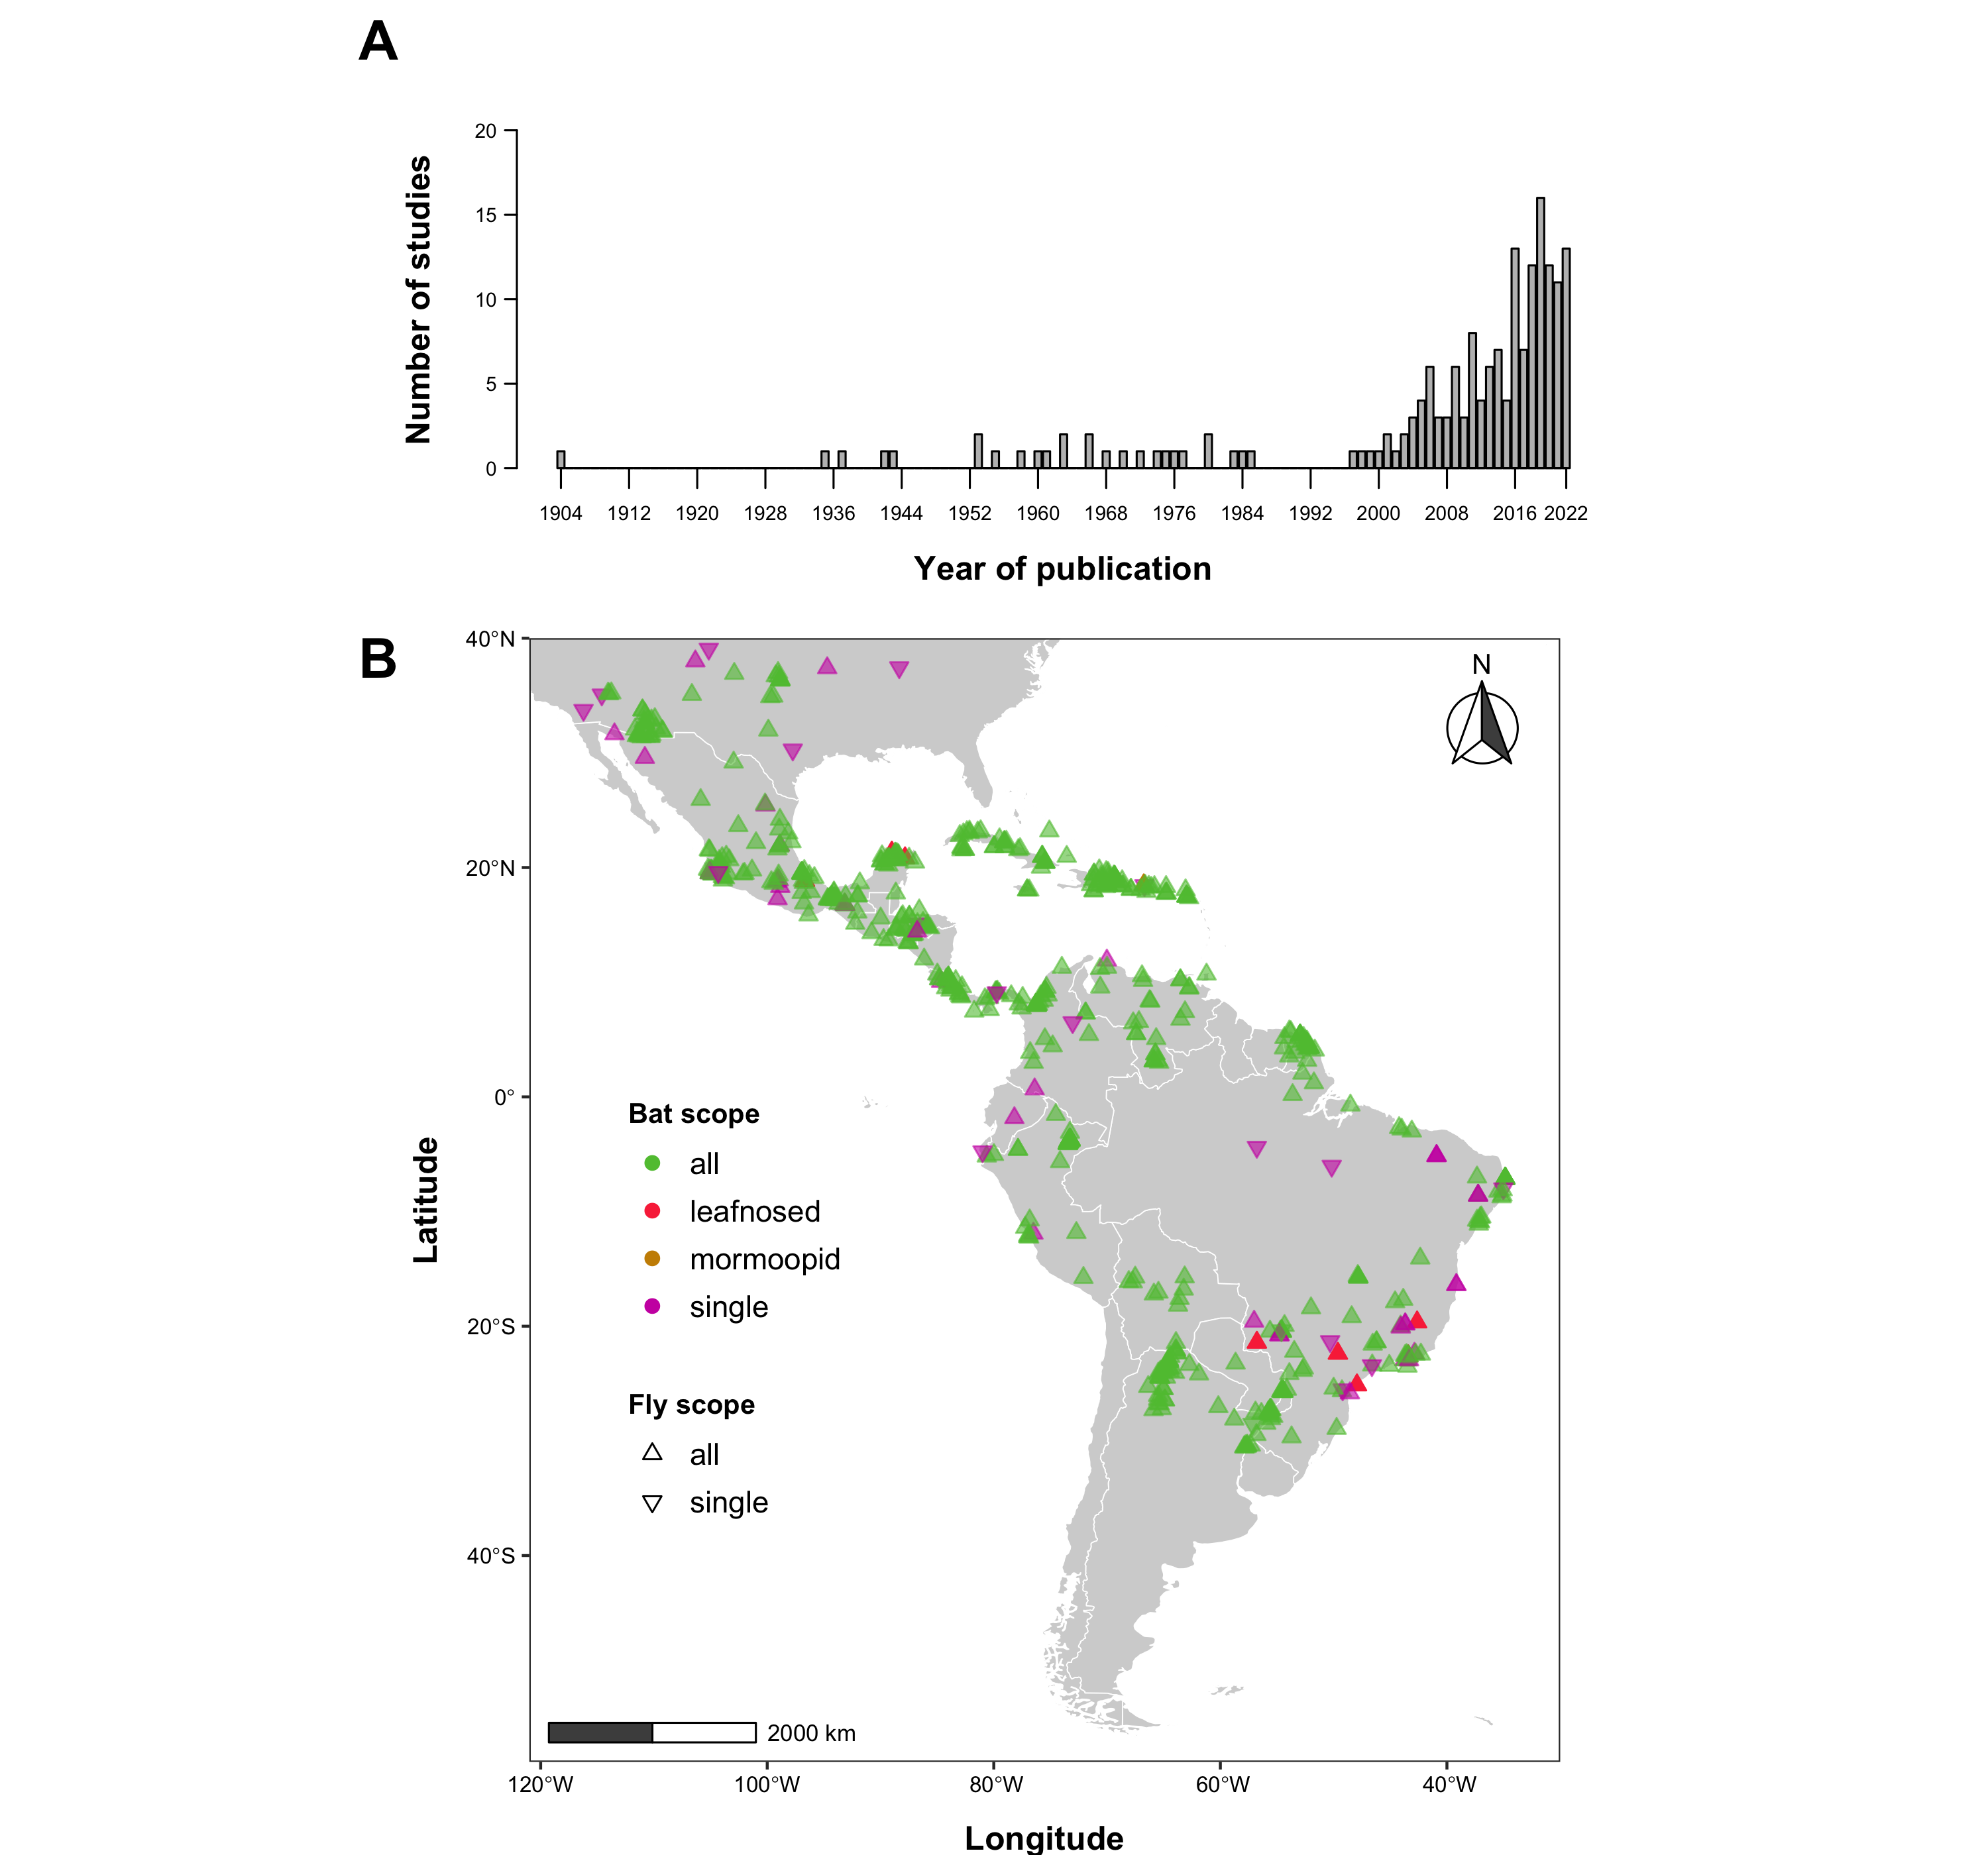 A
Number of studies
20
15
10
5
0
1904 1912 1920 1928 1936 1944 1952 1960 1968 1976 1984 1992 2000 2008 2016 2022
Year of publication
B
Latitude
40°N
20°N
0°
20°S
40°S
N
Bat scope
all
leafnosed
mormoopid
single
Fly scope
all
single
2000 km
120°W 100°W 80°W 60°W 40°W
Longitude